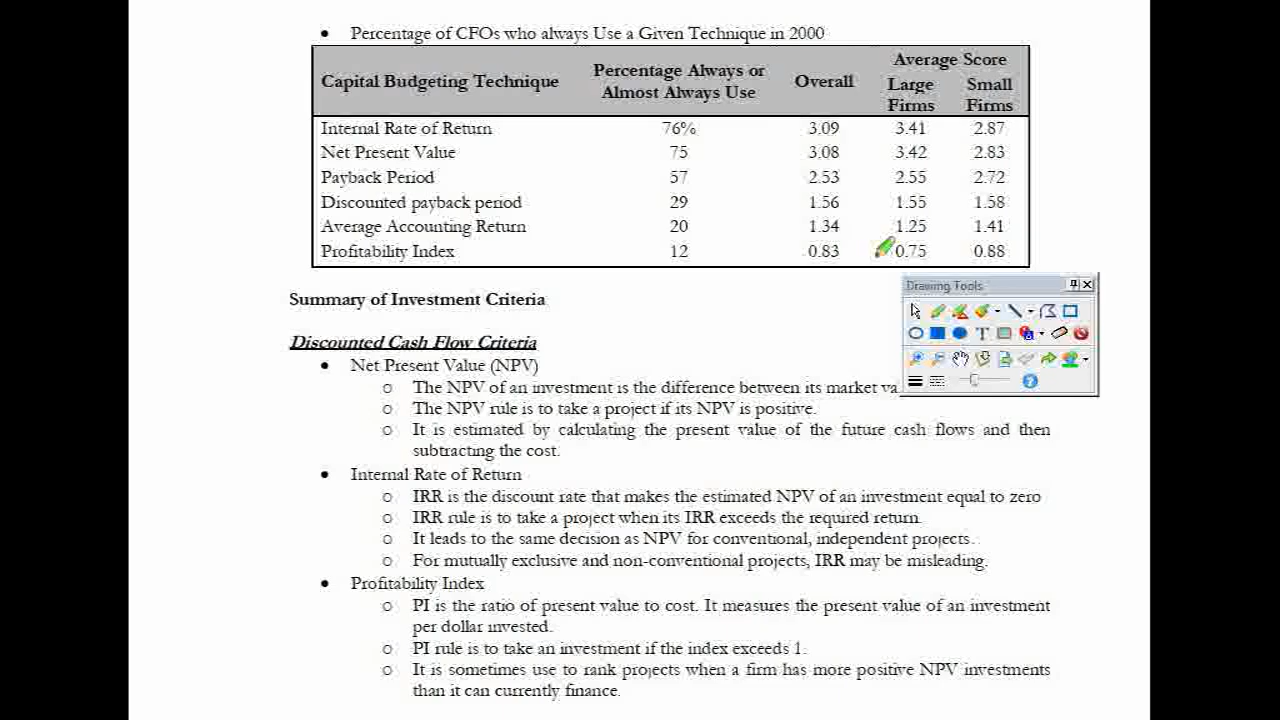 • Percentage of CFOs who always Use a Given Technique in 2000
Capital Budgeting Technique Percentage Always or Almost Always Use Overall Average Score Large Firms Small Firms
Internal Rate of Return 76% 3.09 3.41 2.87
Net Present Value 75 3.08 3.42 2.83
Payback Period 57 2.53 2.55 2.72
Discounted payback period 29 1.56 1.55 1.58
Average Accounting Return 20 1.34 1.25 1.41
Profitability Index 12 0.83 0.75 0.88
Drawing Tools
Summary of Investment Criteria
Discounted Cash Flow Criteria
• Net Present Value (NPV)
o The NPV of an investment is the difference between its market va
o The NPV rule is to take a project if its NPV is positive.
o It is estimated by calculating the present value of the future cash flows and then
subtracting the cost.
• Internal Rate of Return
o IRR is the discount rate that makes the estimated NPV of an investment equal to zero
o IRR rule is to take a project when its IRR exceeds the required return.
o It leads to the same decision as NPV for conventional, independent projects.
o For mutually exclusive and non-conventional projects, IRR may be misleading.
• Profitability Index
o PI is the ratio of present value to cost. It measures the present value of an investment
per dollar invested.
o PI rule is to take an investment if the index exceeds 1.
o It is sometimes use to rank projects when a firm has more positive NPV investments
than it can currently finance.